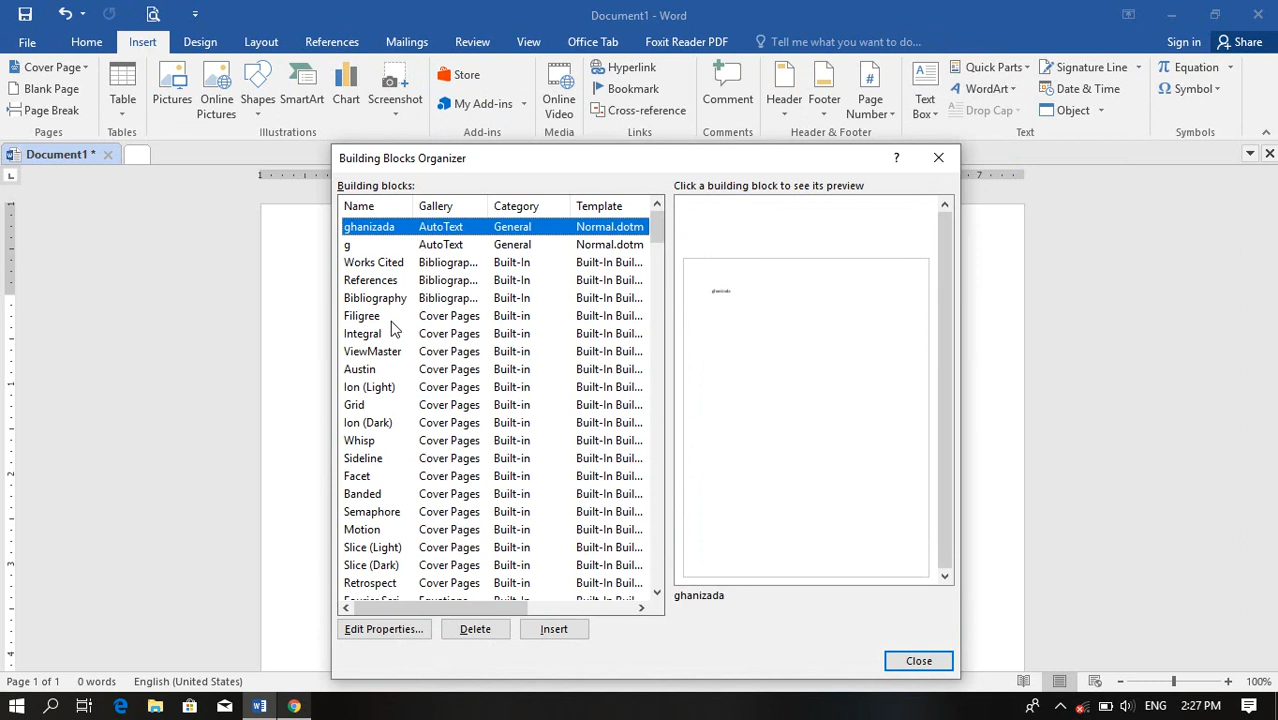 Document1 - Word
File Home Insert Design Layout References Mailings Review View Office Tab Foxit Reader PDF Tell me what you want to do... Sign in Share
Cover Page
Blank Page
Page Break
Pages
Table
Tables
Pictures
Online Pictures
Shapes
SmartArt
Chart
Screenshot
Illustrations
Store
My Add-ins
Add-ins
Online Video
Media
Hyperlink
Bookmark
Cross-reference
Links
Comment
Comments
Header
Footer
Page Number
Header & Footer
Text Box
Quick Parts
WordArt
Drop Cap
Signature Line
Date & Time
Object
Text
Equation
Symbol
Symbols
Document1 *
Building Blocks Organizer
Building blocks:
Click a building block to see its preview
Name Gallery Category Template
ghanizada AutoText General Normal.dotm
g AutoText General Normal.dotm
Works Cited Bibliograp... Built-In Built-In Buil...
References Bibliograp... Built-In Built-In Buil...
Bibliography Bibliograp... Built-In Built-In Buil...
Filigree Cover Pages Built-in Built-In Buil...
Integral Cover Pages Built-in Built-In Buil...
ViewMaster Cover Pages Built-in Built-In Buil...
Austin Cover Pages Built-in Built-In Buil...
Ion (Light) Cover Pages Built-in Built-In Buil...
Grid Cover Pages Built-in Built-In Buil...
Ion (Dark) Cover Pages Built-in Built-In Buil...
Whisp Cover Pages Built-in Built-In Buil...
Sideline Cover Pages Built-in Built-In Buil...
Facet Cover Pages Built-in Built-In Buil...
Banded Cover Pages Built-in Built-In Buil...
Semaphore Cover Pages Built-in Built-In Buil...
Motion Cover Pages Built-in Built-In Buil...
Slice (Light) Cover Pages Built-in Built-In Buil...
Slice (Dark) Cover Pages Built-in Built-In Buil...
Retrospect Cover Pages Built-in Built-In Buil...
ghanizada
ghanizada
Edit Properties... Delete Insert
Close
Page 1 of 1 0 words English (United States) 100%
ENG 2:27 PM